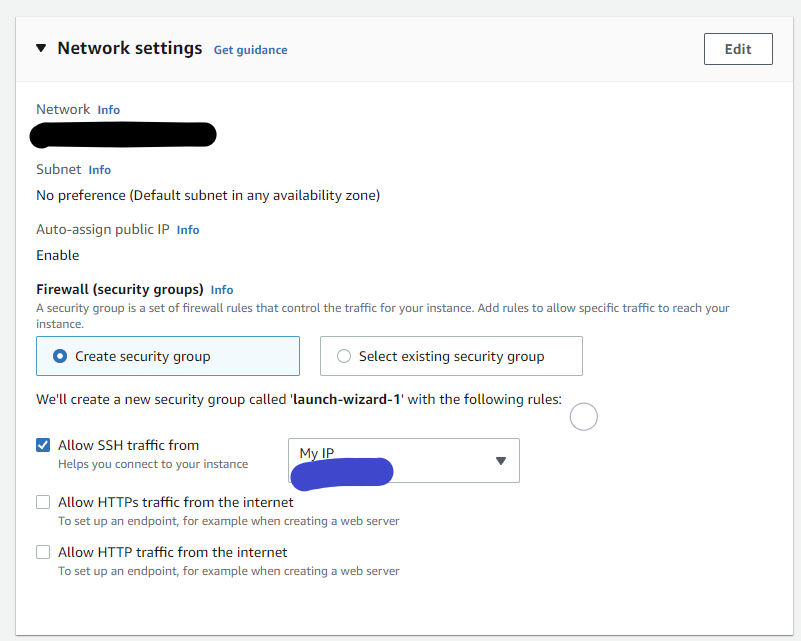 Network settings Get guidance
Edit
Network Info
Subnet Info
No preference (Default subnet in any availability zone)
Auto-assign public IP Info
Enable
Firewall (security groups) Info
A security group is a set of firewall rules that control the traffic for your instance. Add rules to allow specific traffic to reach your
instance.
Create security group
Select existing security group
We'll create a new security group called 'launch-wizard-1' with the following rules:
Allow SSH traffic from
Helps you connect to your instance
My IP
Allow HTTPs traffic from the internet
To set up an endpoint, for example when creating a web server
Allow HTTP traffic from the internet
To set up an endpoint, for example when creating a web server